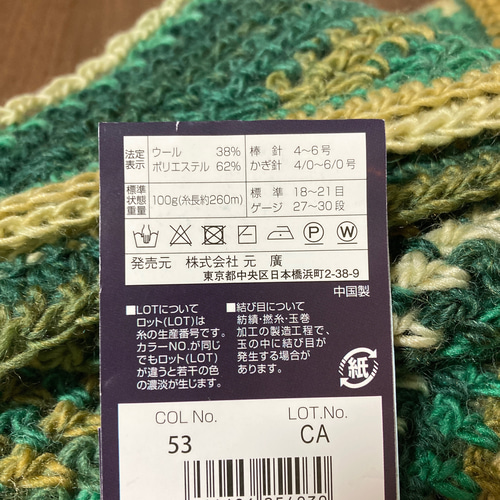 法定表示 ウール 38% 棒針 4〜6号
ポリエステル 62% かぎ針 4/0〜6/0号
標準状態重量 100g(糸長約260m) 標準ゲージ 18〜21目
27〜30段
P W
発売元 株式会社 元廣
東京都中央区日本橋浜町2-38-9
中国製
■LOTについて
ロット(LOT)は
糸の生産番号です。
カラーNO.が同じ
でもロット(LOT)
が違うと若干の色
の濃淡が生じます。
■結び目について
紡績・撚糸・玉巻
加工の製造工程で、
玉の中に結び目が
発生する場合が
あります。
紙
COL No. LOT.No
53 CA